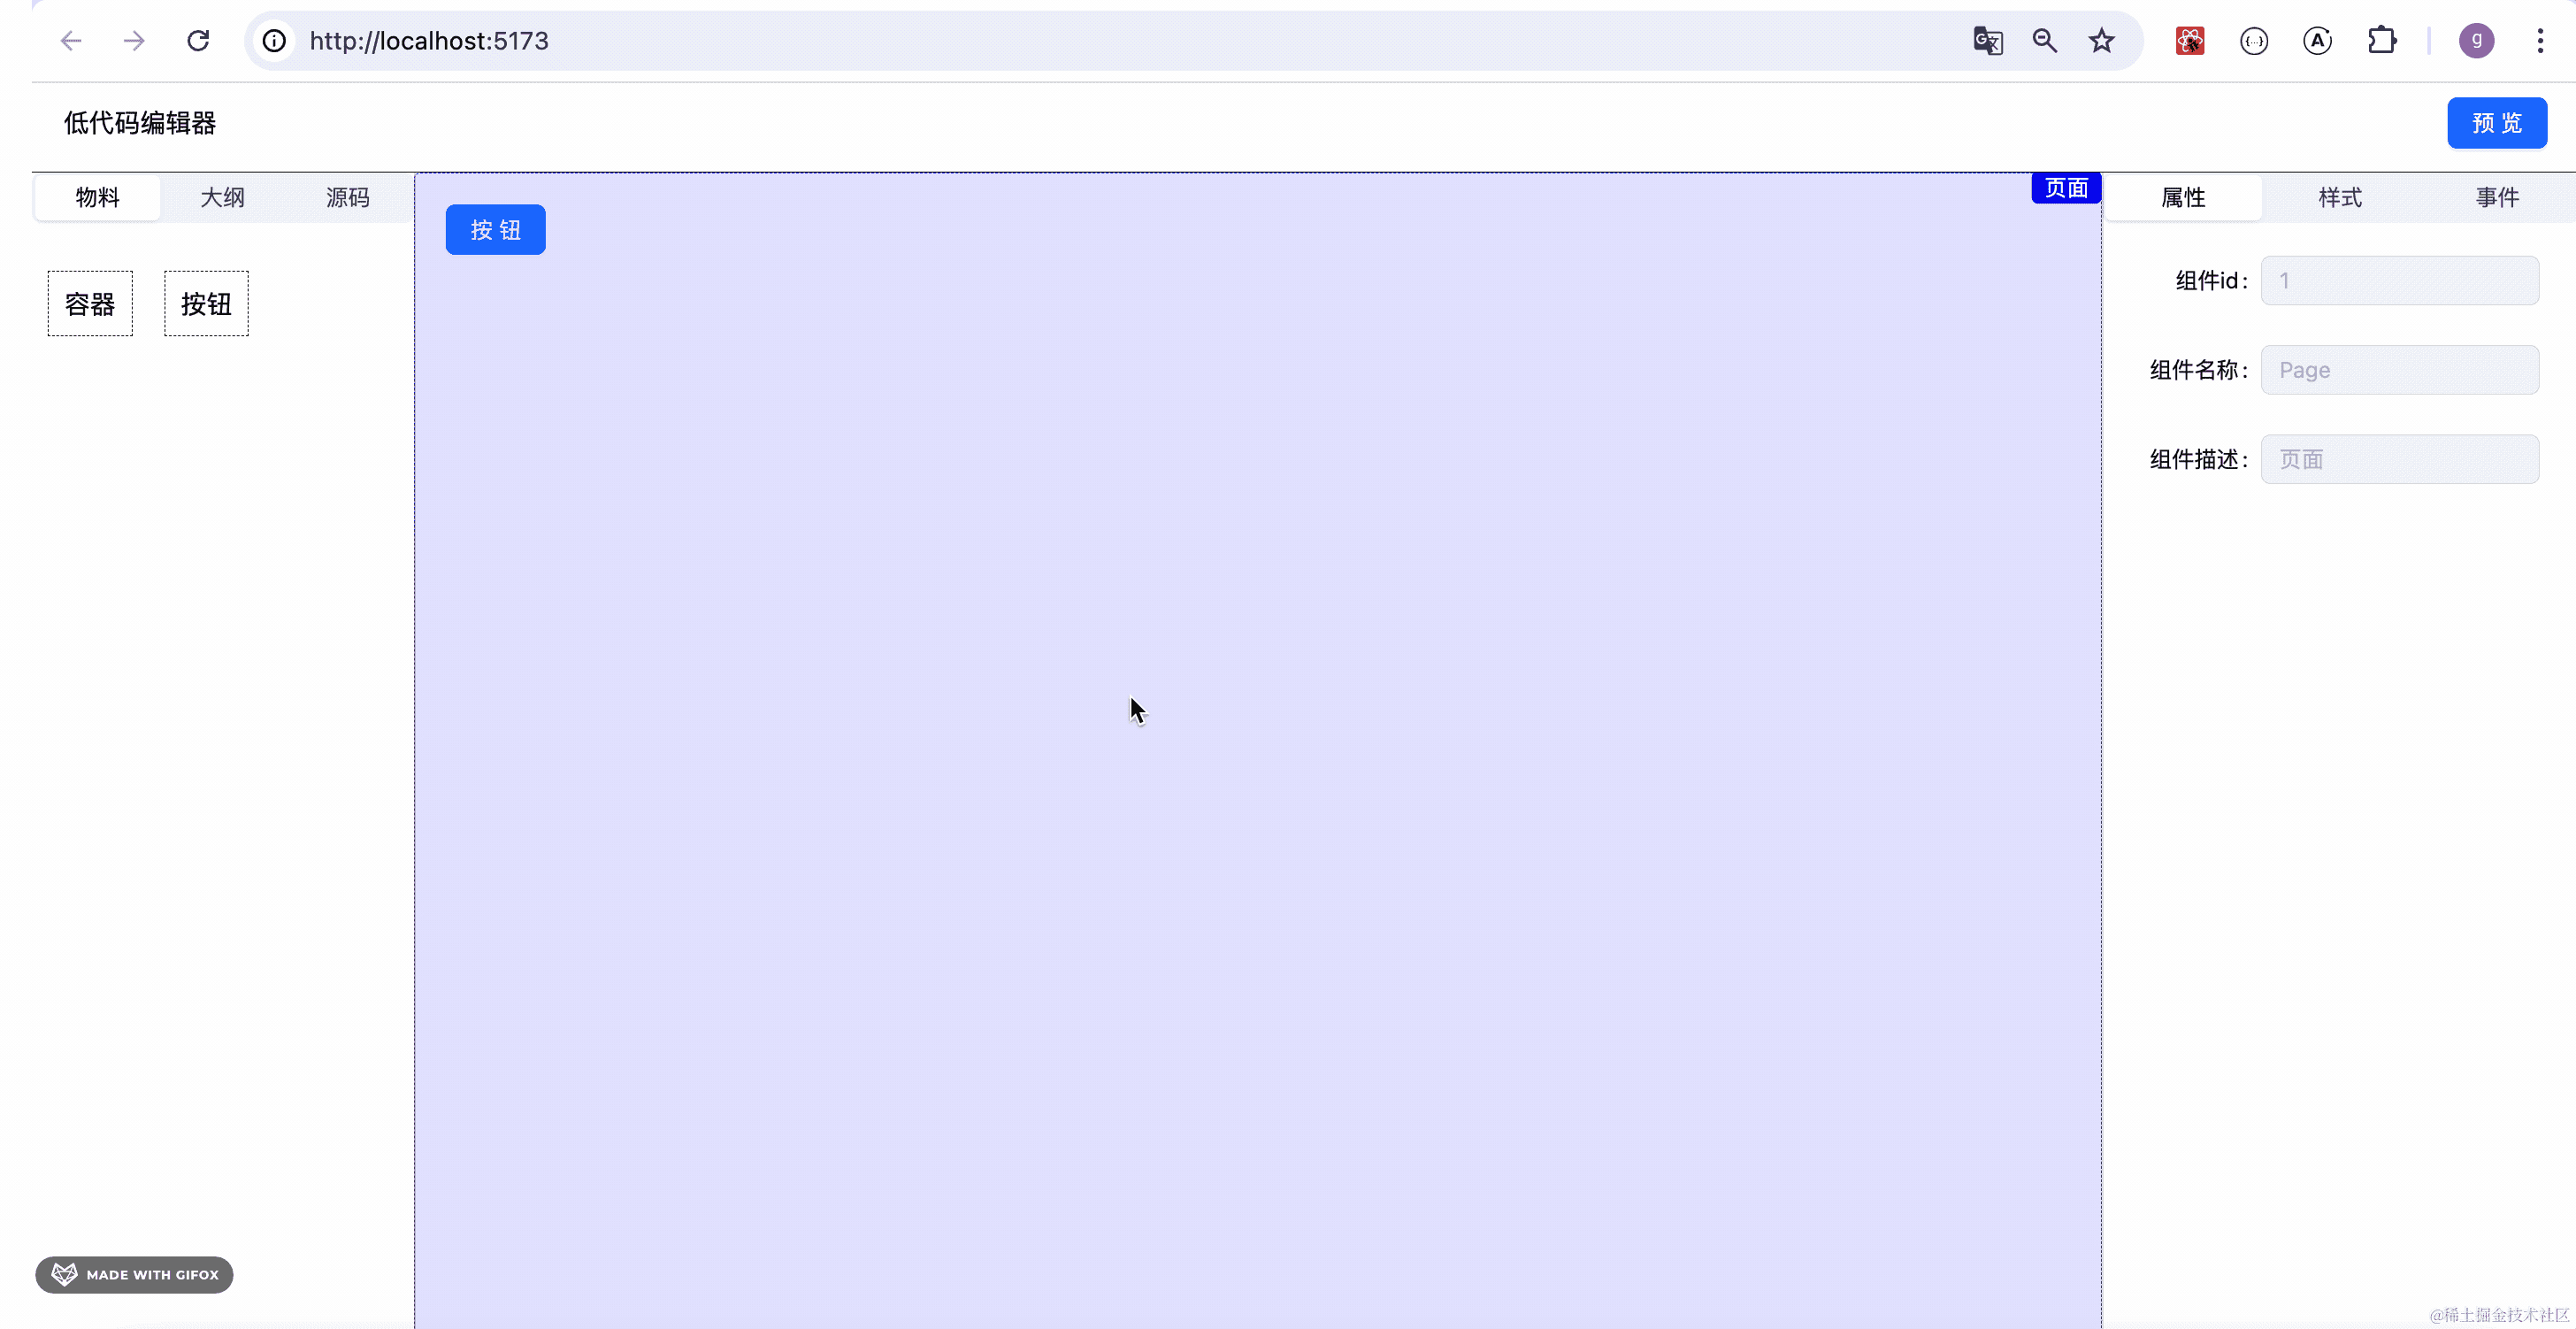 http://localhost:5173
g
低代码编辑器
预 览
物料 大纲 源码
页面
属性 样式 事件
按 钮
容器 按钮
组件id: 1
组件名称: Page
组件描述: 页面
MADE WITH GIFOX
@稀土掘金技术社区